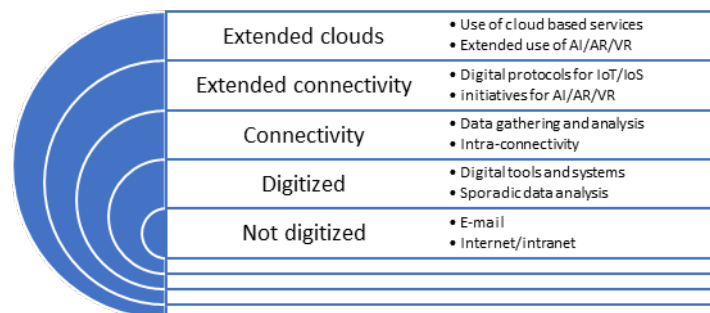 Extended clouds
• Use of cloud based services
• Extended use of AI/AR/VR
Extended connectivity
• Digital protocols for IoT/IoS
• initiatives for AI/AR/VR
Connectivity
• Data gathering and analysis
• Intra-connectivity
Digitized
• Digital tools and systems
• Sporadic data analysis
Not digitized
• E-mail
• Internet/intranet